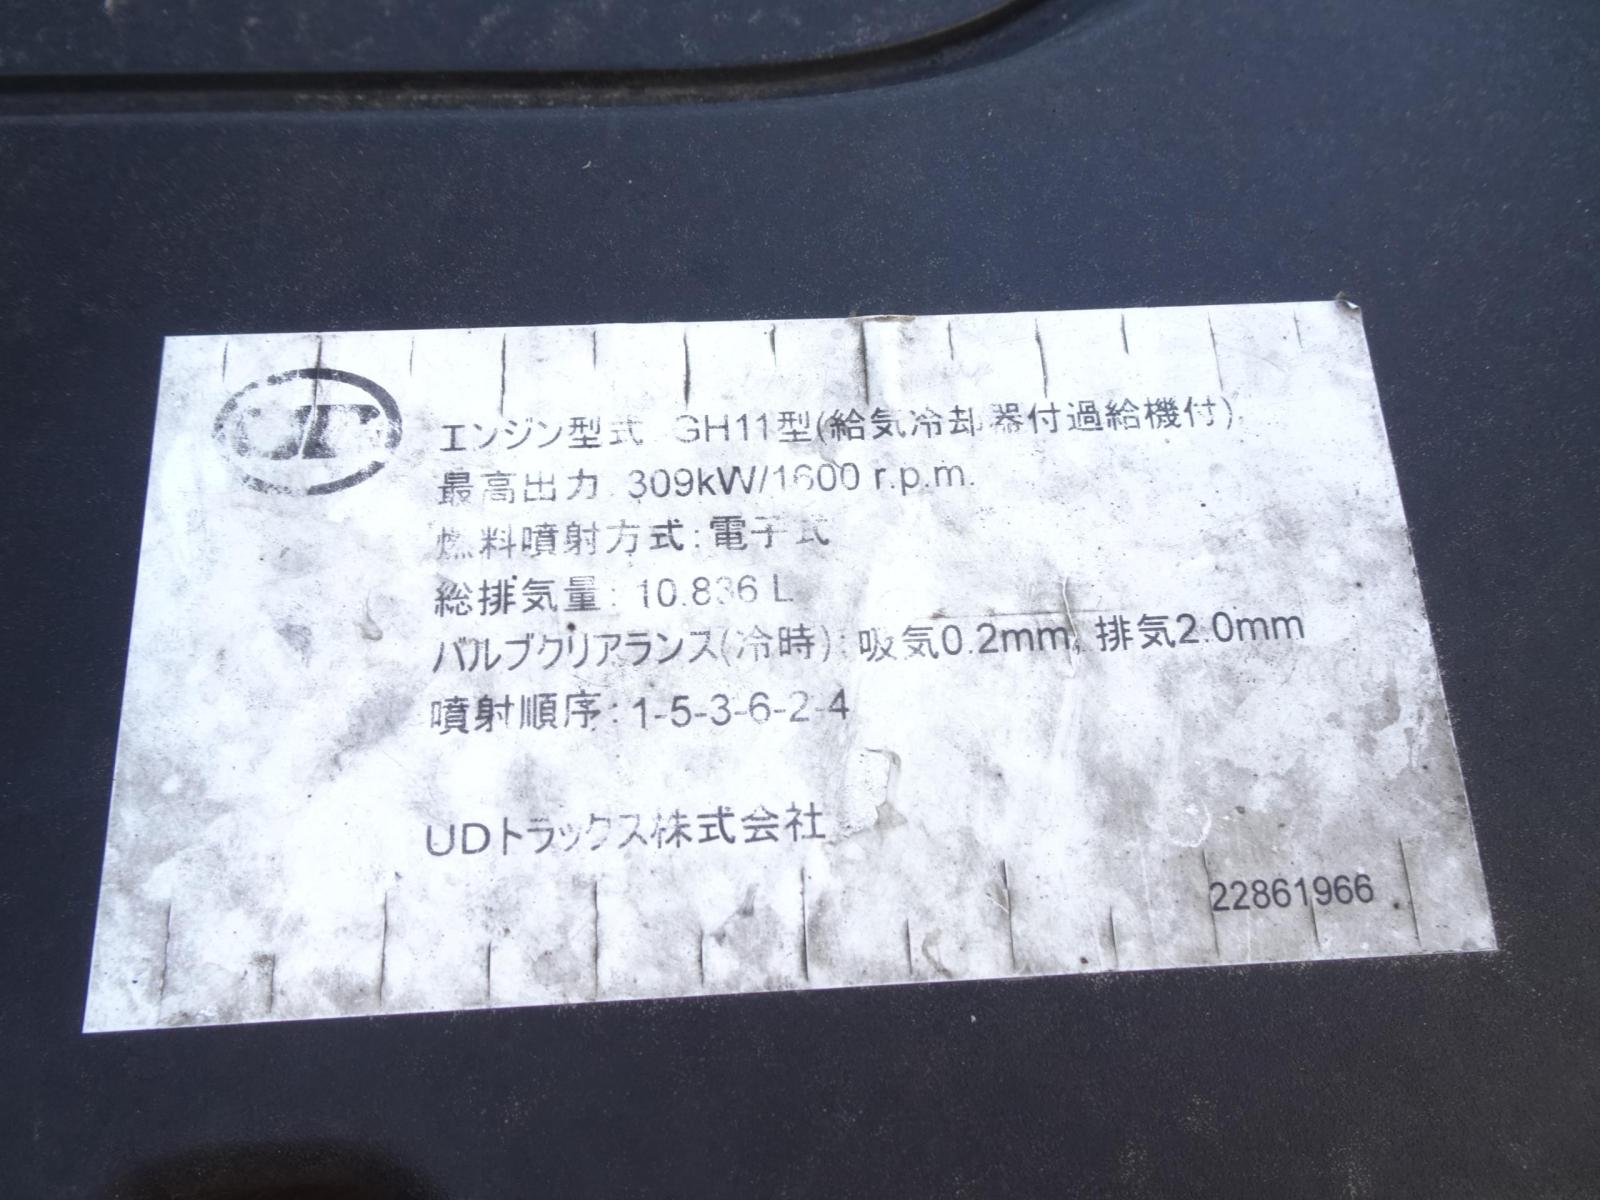 UD
エンジン型式 GH11型(給気冷却器付過給機付)
最高出力 309kW/1600 r.p.m.
燃料噴射方式:電子式
総排気量: 10.836 L
バルブクリアランス(冷時):吸気0.2mm, 排気2.0mm
噴射順序:1-5-3-6-2-4
UDトラックス株式会社
22861966